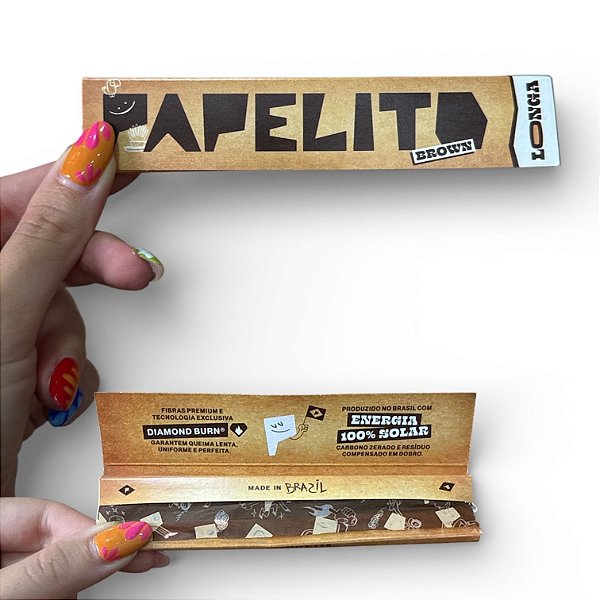 PAPELITO
BROWN
LONGA
FIBRAS PREMIUM E
TECNOLOGIA EXCLUSIVA
DIAMOND BURN®
GARANTEM QUEIMA LENTA,
UNIFORME E PERFEITA.
PRODUZIDO NO BRASIL COM
ENERGIA
100% SOLAR
CARBONO ZERADO E RESÍDUO
COMPENSADO EM DOBRO.
MADE IN BRAZIL